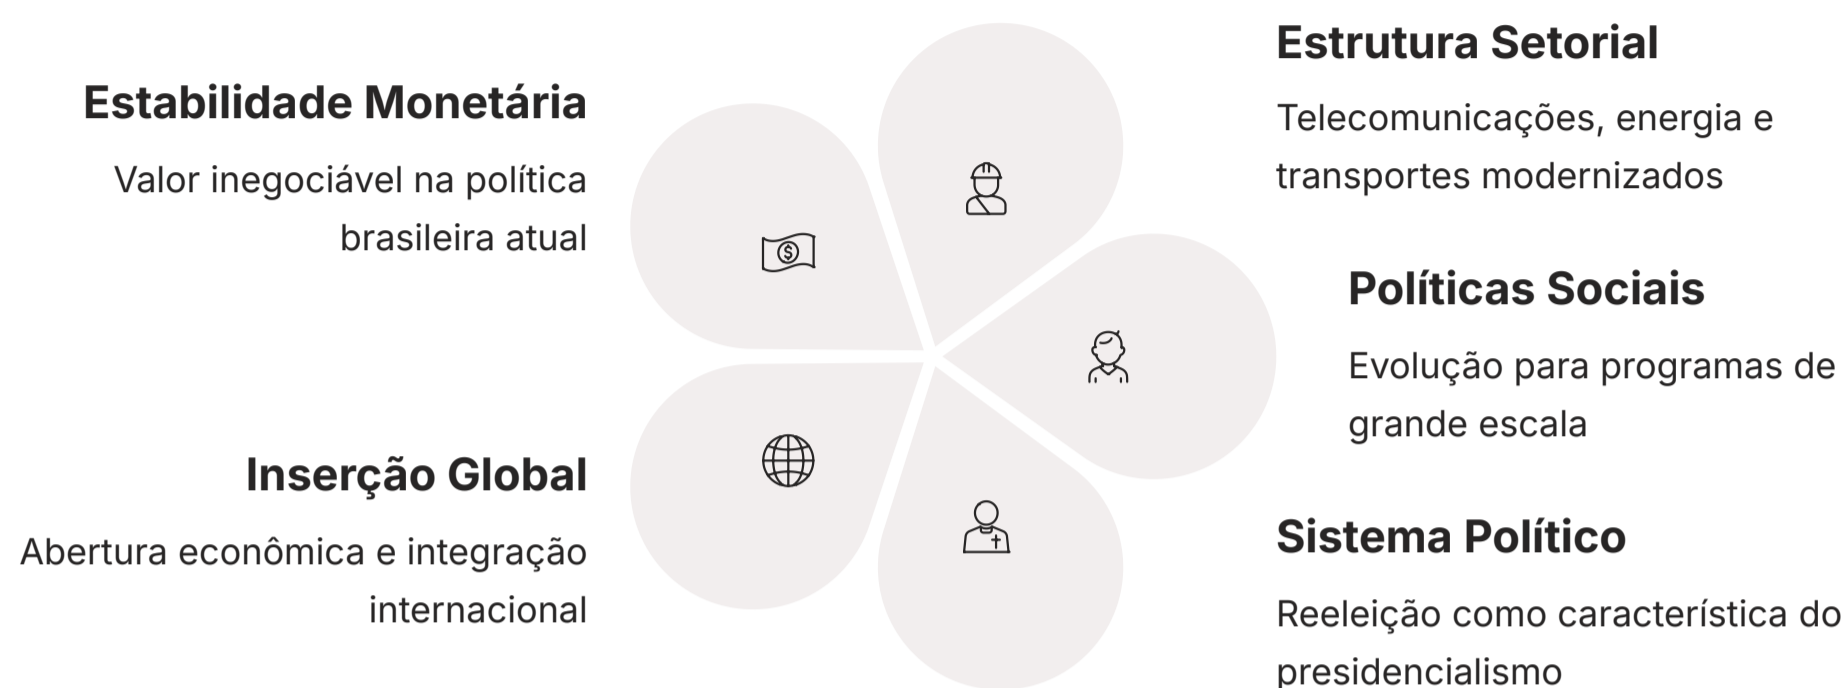 Estabilidade Monetária
Valor inegociável na política
brasileira atual
Inserção Global
Abertura econômica e integração
internacional
Estrutura Setorial
Telecomunicações, energia e
transportes modernizados
Políticas Sociais
Evolução para programas de
grande escala
Sistema Político
Reeleição como característica do
presidencialismo